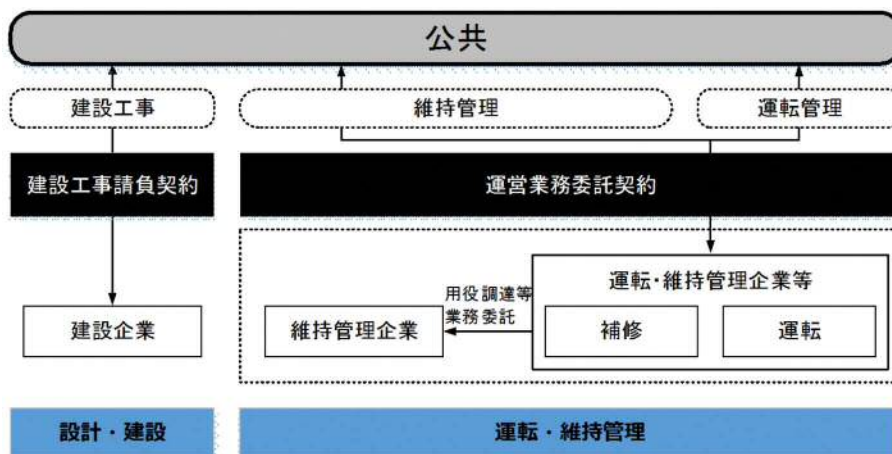 公共
建設工事
維持管理
運転管理
建設工事請負契約
運営業務委託契約
運転・維持管理企業等
用役調達等
業務委託
建設企業
維持管理企業
補修
運転
設計・建設
運転・維持管理